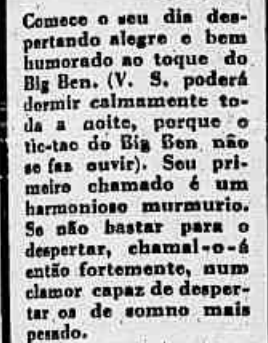 Comece o seu dia des-
pertando alegre e bem
humorado ao toque do
Big Ben. (V. S. poderá
dormir calmamente to-
da a noite, porque o
tic-tac do Big Ben não
se faz ouvir). Seu pri-
meiro chamado é um
harmonioso murmurio.
Se não bastar para o
despertar, chamal-o-á
então fortemente, num
clamor capaz de desper-
tar os de somno mais
pesado.